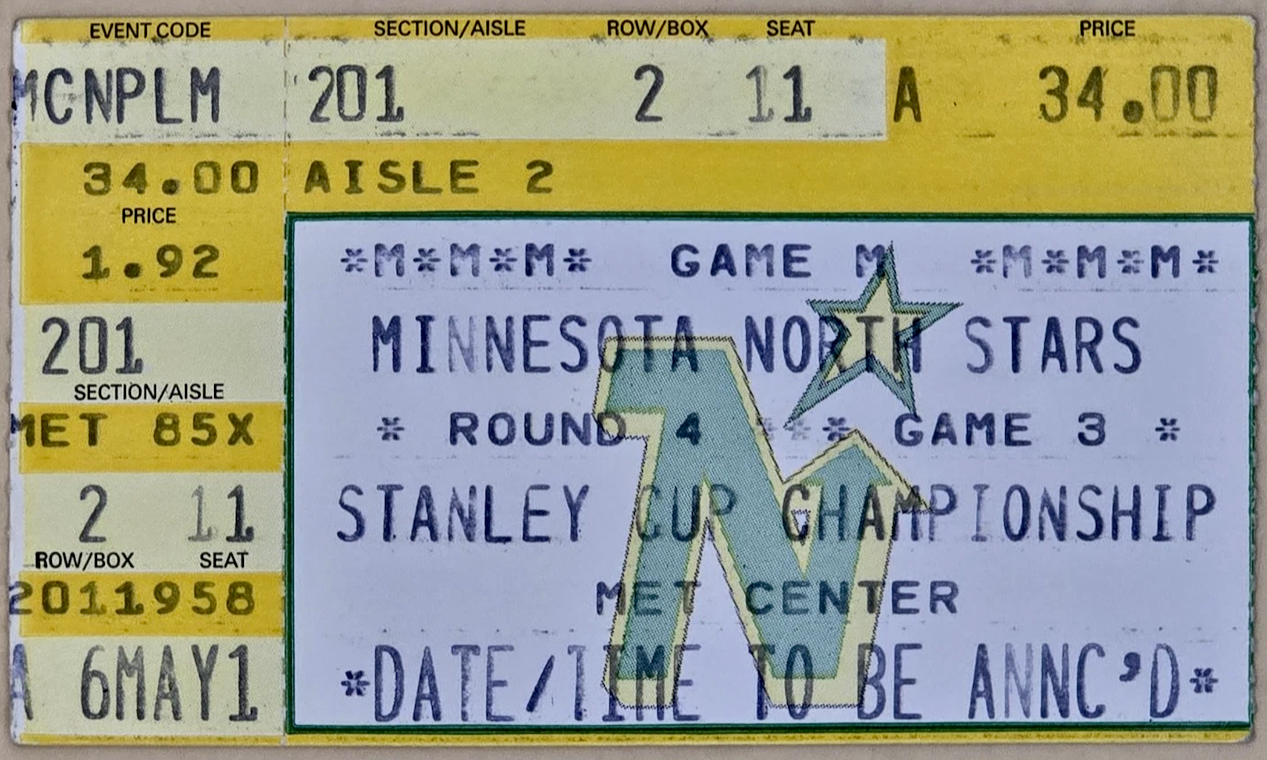 EVENT CODE SECTION/AISLE ROW/BOX SEAT PRICE
MCNPLM 201 2 11 A 34.00
34.00 AISLE 2
PRICE
1.92
201
SECTION/AISLE
MET 85X
2 11
ROW/BOX SEAT
2011958
A 6MAY1
*M*M*M* GAME M *M*M*M*
MINNESOTA NORTH STARS
* ROUND 4 *** GAME 3 *
STANLEY CUP CHAMPIONSHIP
MET CENTER
*DATE/TIME TO BE ANNC'D*
N